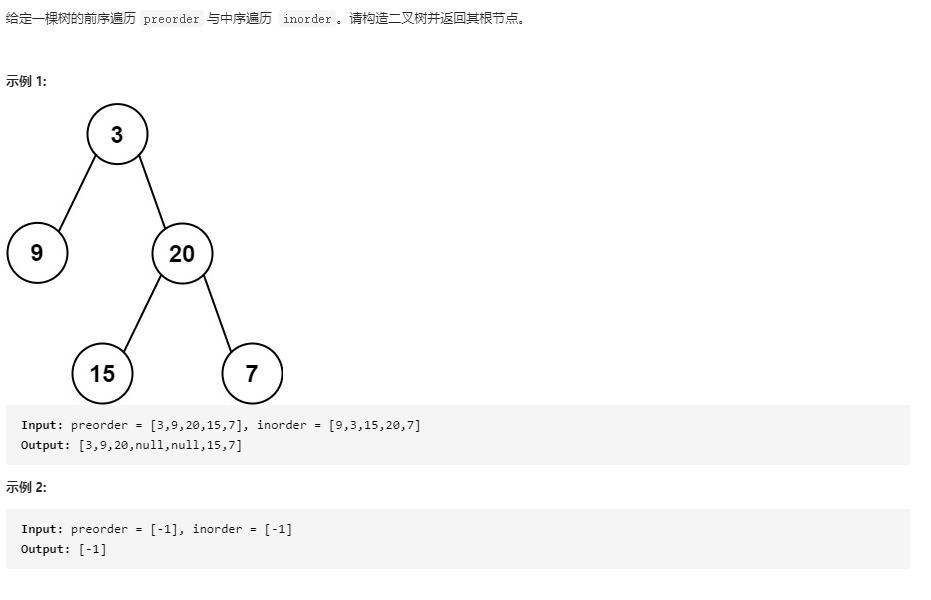 给定一棵树的前序遍历 preorder 与中序遍历 inorder。请构造二叉树并返回其根节点。
示例 1:
3
9
20
15
7
Input: preorder = [3,9,20,15,7], inorder = [9,3,15,20,7]
Output: [3,9,20,null,null,15,7]
示例 2:
Input: preorder = [-1], inorder = [-1]
Output: [-1]